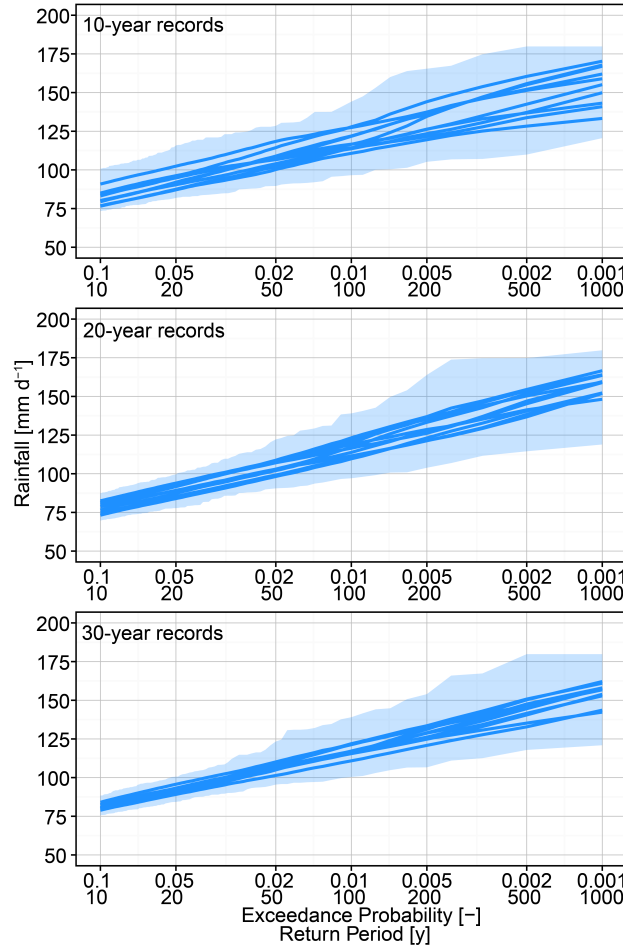 200
10-year records
175
150
125
100
75
50
0.1 0.05 0.02 0.01 0.005 0.002 0.001
10 20 50 100 200 500 1000
200
20-year records
175
150
125
100
75
50
Rainfall [mm d⁻¹]
0.1 0.05 0.02 0.01 0.005 0.002 0.001
10 20 50 100 200 500 1000
200
30-year records
175
150
125
100
75
50
0.1 0.05 0.02 0.01 0.005 0.002 0.001
10 20 50 100 200 500 1000
Exceedance Probability [−]
Return Period [y]